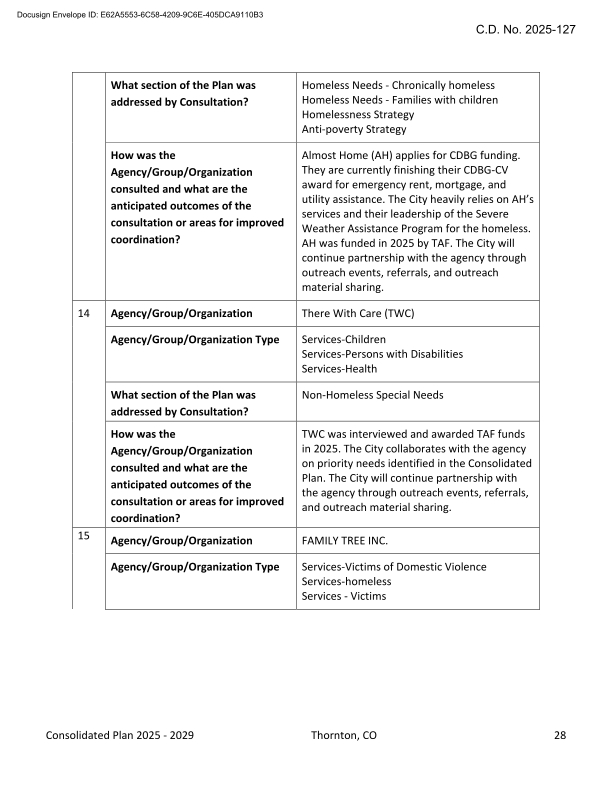 Docusign Envelope ID: E62A5553-6C58-4209-9C6E-405DCA9110B3
C.D. No. 2025-127
What section of the Plan was
addressed by Consultation?
Homeless Needs - Chronically homeless
Homeless Needs - Families with children
Homelessness Strategy
Anti-poverty Strategy
How was the
Agency/Group/Organization
consulted and what are the
anticipated outcomes of the
consultation or areas for improved
coordination?
Almost Home (AH) applies for CDBG funding.
They are currently finishing their CDBG-CV
award for emergency rent, mortgage, and
utility assistance. The City heavily relies on AH’s
services and their leadership of the Severe
Weather Assistance Program for the homeless.
AH was funded in 2025 by TAF. The City will
continue partnership with the agency through
outreach events, referrals, and outreach
material sharing.
14
Agency/Group/Organization
There With Care (TWC)
Agency/Group/Organization Type
Services-Children
Services-Persons with Disabilities
Services-Health
What section of the Plan was
addressed by Consultation?
Non-Homeless Special Needs
How was the
Agency/Group/Organization
consulted and what are the
anticipated outcomes of the
consultation or areas for improved
coordination?
TWC was interviewed and awarded TAF funds
in 2025. The City collaborates with the agency
on priority needs identified in the Consolidated
Plan. The City will continue partnership with
the agency through outreach events, referrals,
and outreach material sharing.
15
Agency/Group/Organization
FAMILY TREE INC.
Agency/Group/Organization Type
Services-Victims of Domestic Violence
Services-homeless
Services - Victims
Consolidated Plan 2025 - 2029
Thornton, CO
28